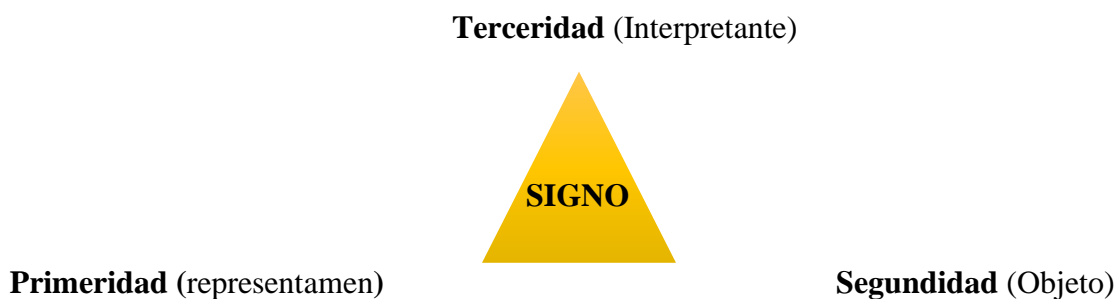 Terceridad (Interpretante)
SIGNO
Primeridad (representamen)
Segundidad (Objeto)